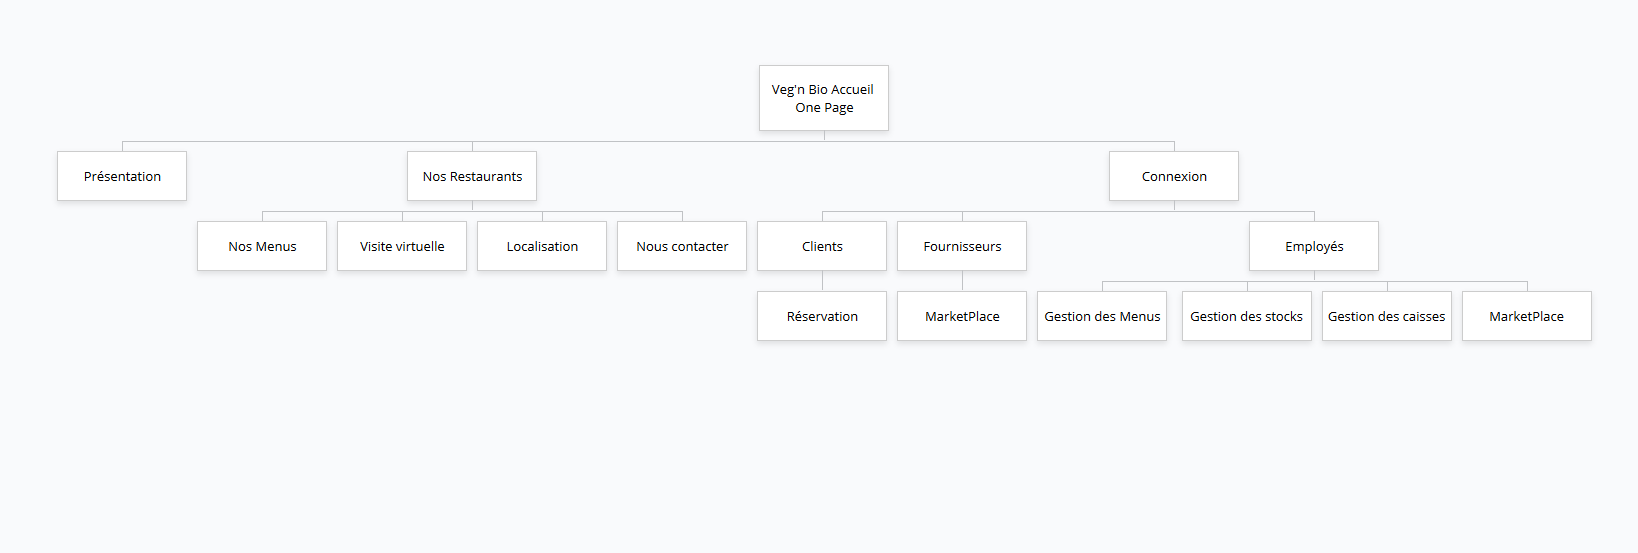 Veg'n Bio Accueil
One Page
Présentation
Nos Restaurants
Connexion
Nos Menus
Visite virtuelle
Localisation
Nous contacter
Clients
Fournisseurs
Employés
Réservation
MarketPlace
Gestion des Menus
Gestion des stocks
Gestion des caisses
MarketPlace